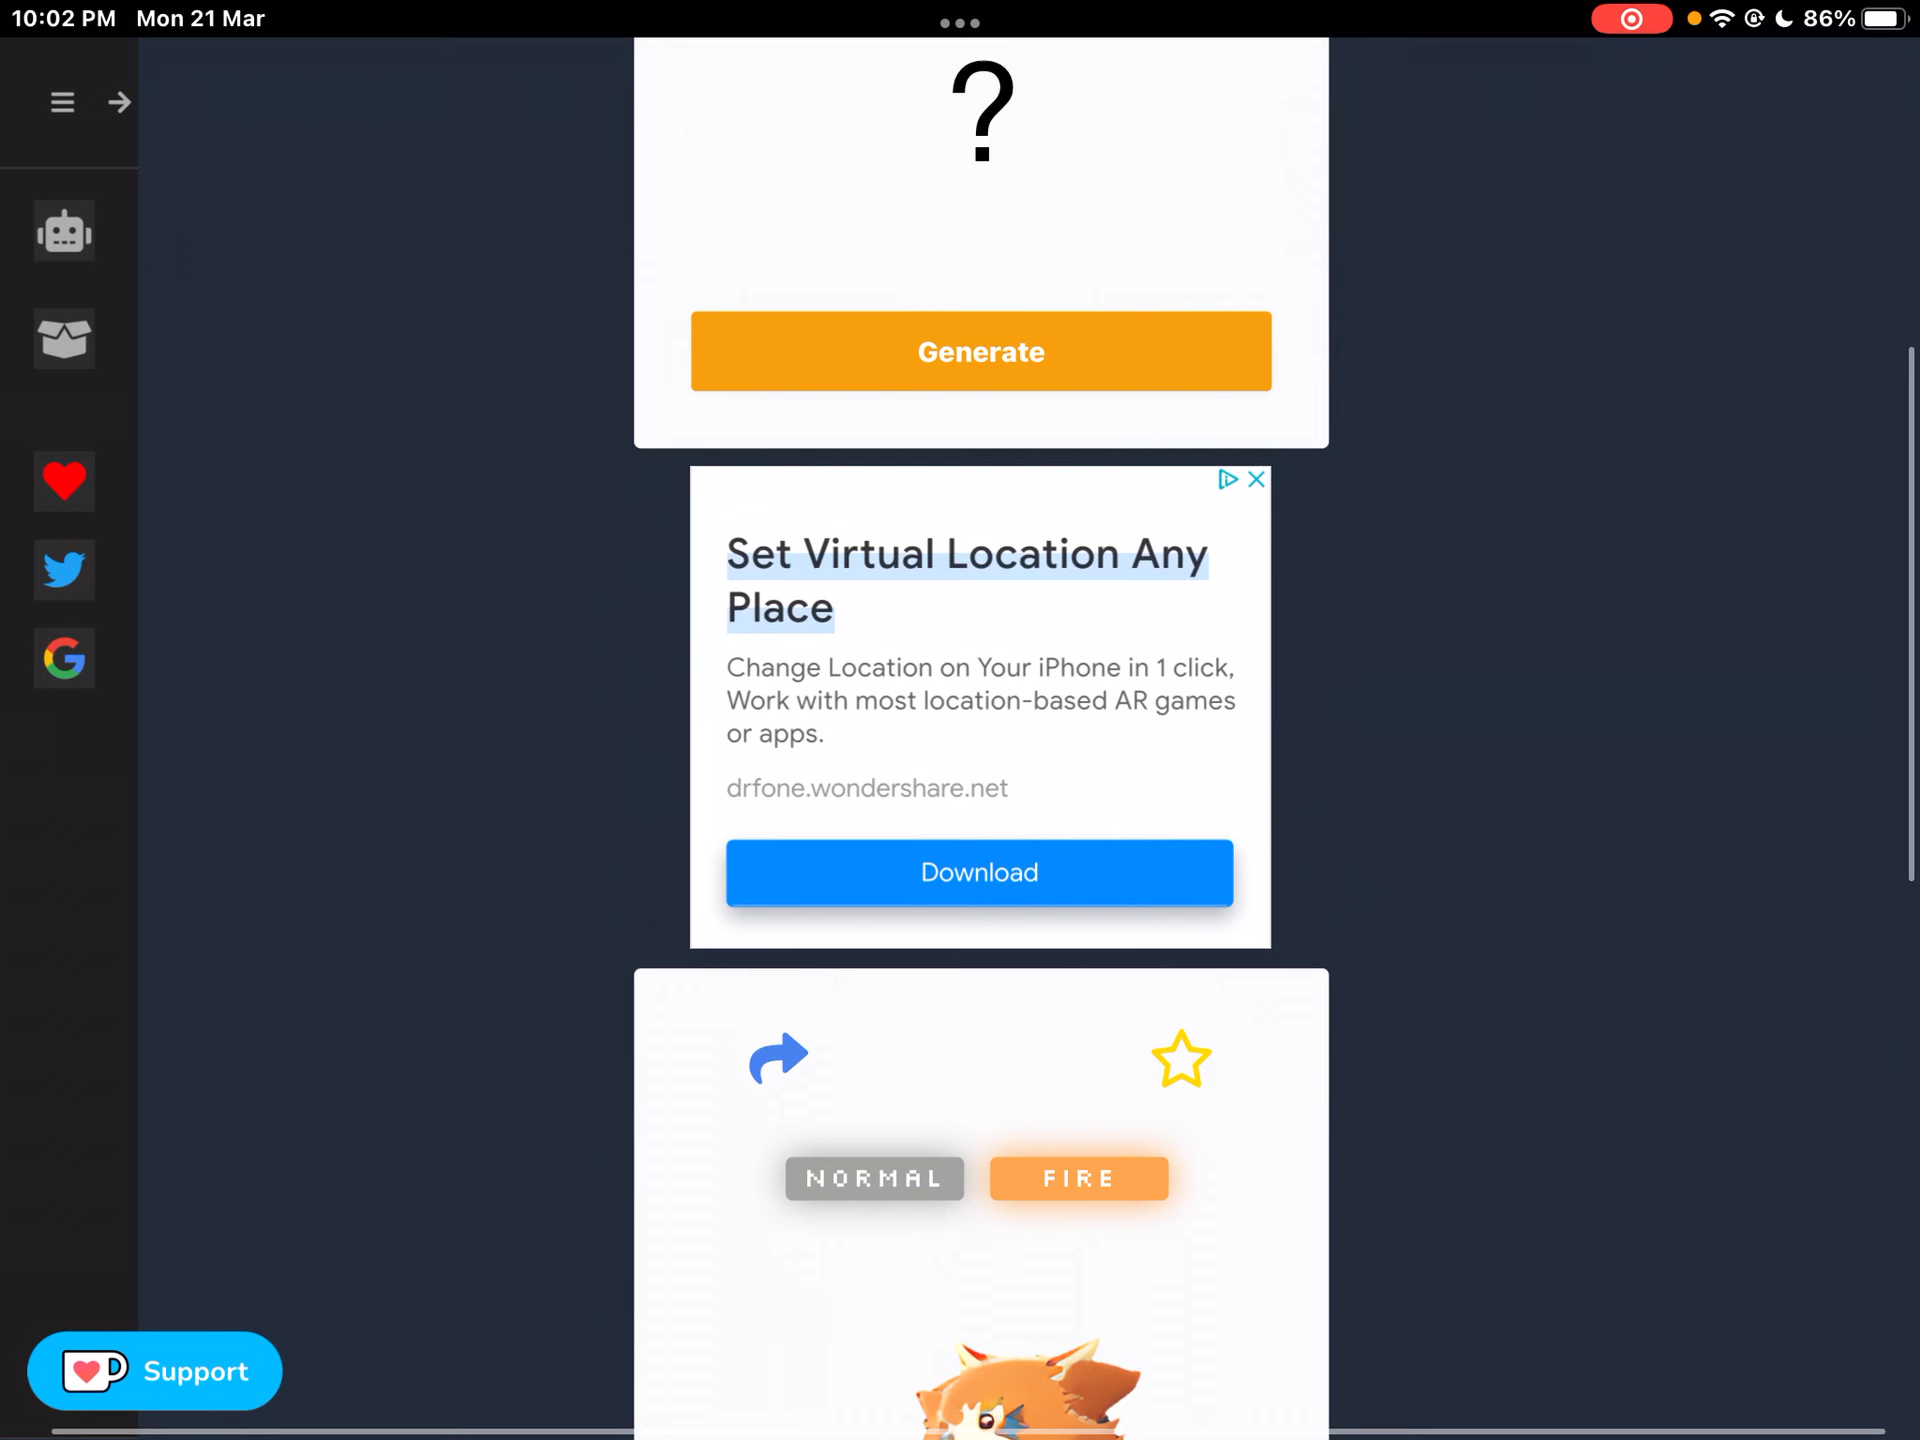 10:02 PM Mon 21 Mar
86%
?
Generate
Set Virtual Location Any
Place
Change Location on Your iPhone in 1 click,
Work with most location-based AR games
or apps.
drfone.wondershare.net
Download
NORMAL FIRE
Support